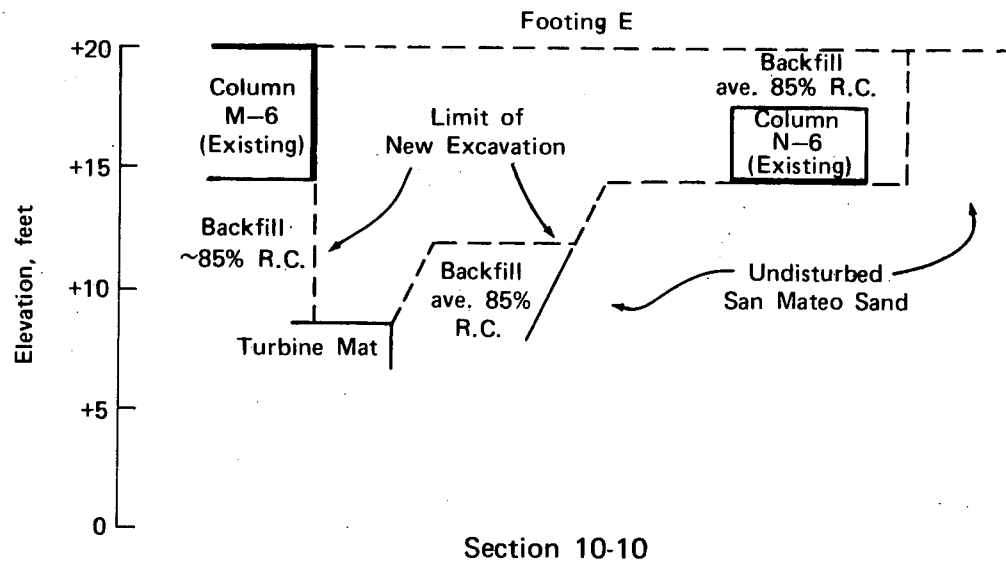 Footing E
+20
+15
+10
+5
0
Elevation, feet
Column
M–6
(Existing)
Limit of
New Excavation
Backfill
ave. 85% R.C.
Column
N–6
(Existing)
Backfill
~85% R.C.
Backfill
ave. 85%
R.C.
Undisturbed
San Mateo Sand
Turbine Mat
Section 10-10